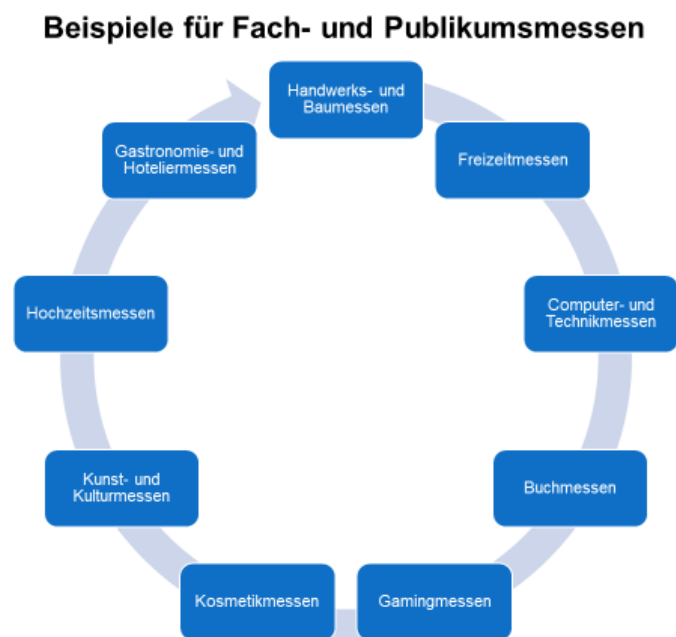 Beispiele für Fach- und Publikumsmessen
Handwerks- und
Baumessen
Freizeitmessen
Computer- und
Technikmessen
Buchmessen
Gamingmessen
Kosmetikmessen
Kunst- und
Kulturmessen
Hochzeitsmessen
Gastronomie- und
Hoteliermessen